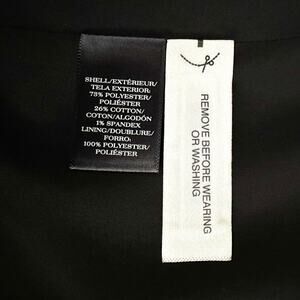 SHELL/EXTÉRIEUR/
TELA EXTERIOR:
73% POLYESTER/
POLIÉSTER
26% COTTON/
COTON/ALGODÓN
1% SPANDEX
LINING/DOUBLURE/
FORRO:
100% POLYESTER/
POLIÉSTER
REMOVE BEFORE WEARING
OR WASHING